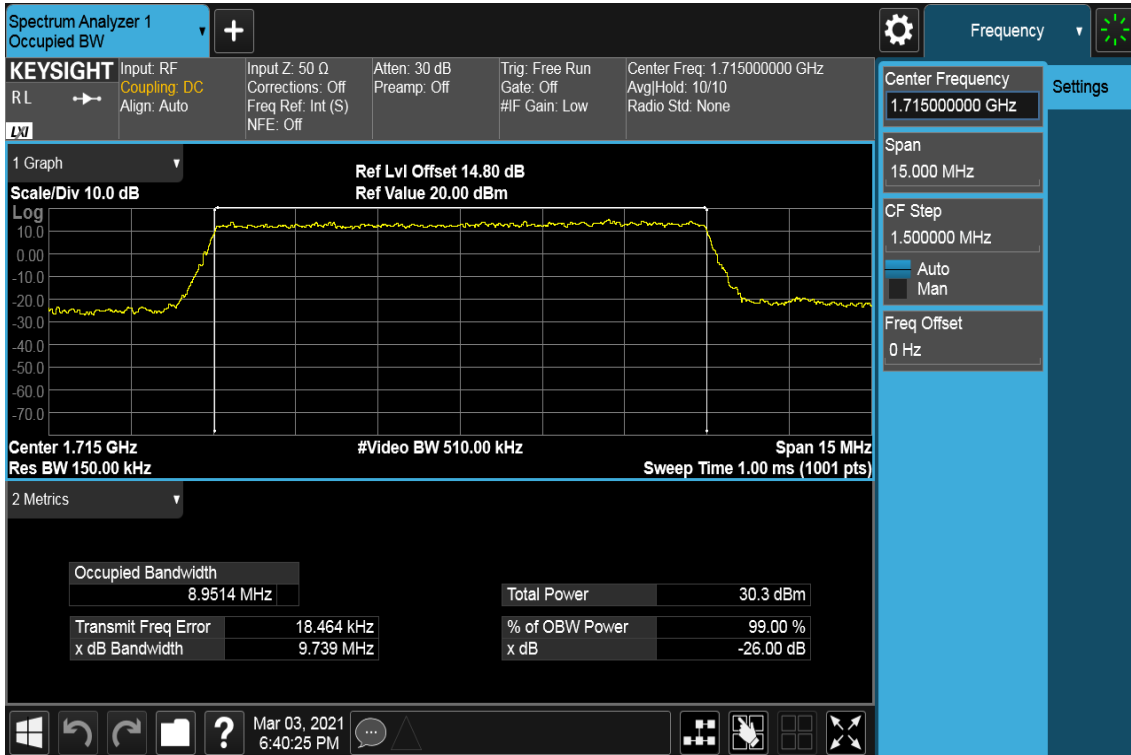 Spectrum Analyzer 1
Occupied BW
+
Frequency
KEYSIGHT
R L
LXI
Input: RF
Coupling: DC
Align: Auto
Input Z: 50 Ω
Corrections: Off
Freq Ref: Int (S)
NFE: Off
Atten: 30 dB
Preamp: Off
Trig: Free Run
Gate: Off
#IF Gain: Low
Center Freq: 1.715000000 GHz
Avg|Hold: 10/10
Radio Std: None
Center Frequency
1.715000000 GHz
Settings
Span
15.000 MHz
CF Step
1.500000 MHz
Auto
Man
Freq Offset
0 Hz
1 Graph
Scale/Div 10.0 dB
Ref Lvl Offset 14.80 dB
Ref Value 20.00 dBm
Log
10.0
0.00
-10.0
-20.0
-30.0
-40.0
-50.0
-60.0
-70.0
Center 1.715 GHz
Res BW 150.00 kHz
#Video BW 510.00 kHz
Span 15 MHz
Sweep Time 1.00 ms (1001 pts)
2 Metrics
Occupied Bandwidth
8.9514 MHz
Transmit Freq Error 18.464 kHz
x dB Bandwidth 9.739 MHz
Total Power 30.3 dBm
% of OBW Power 99.00 %
x dB -26.00 dB
?
Mar 03, 2021
6:40:25 PM